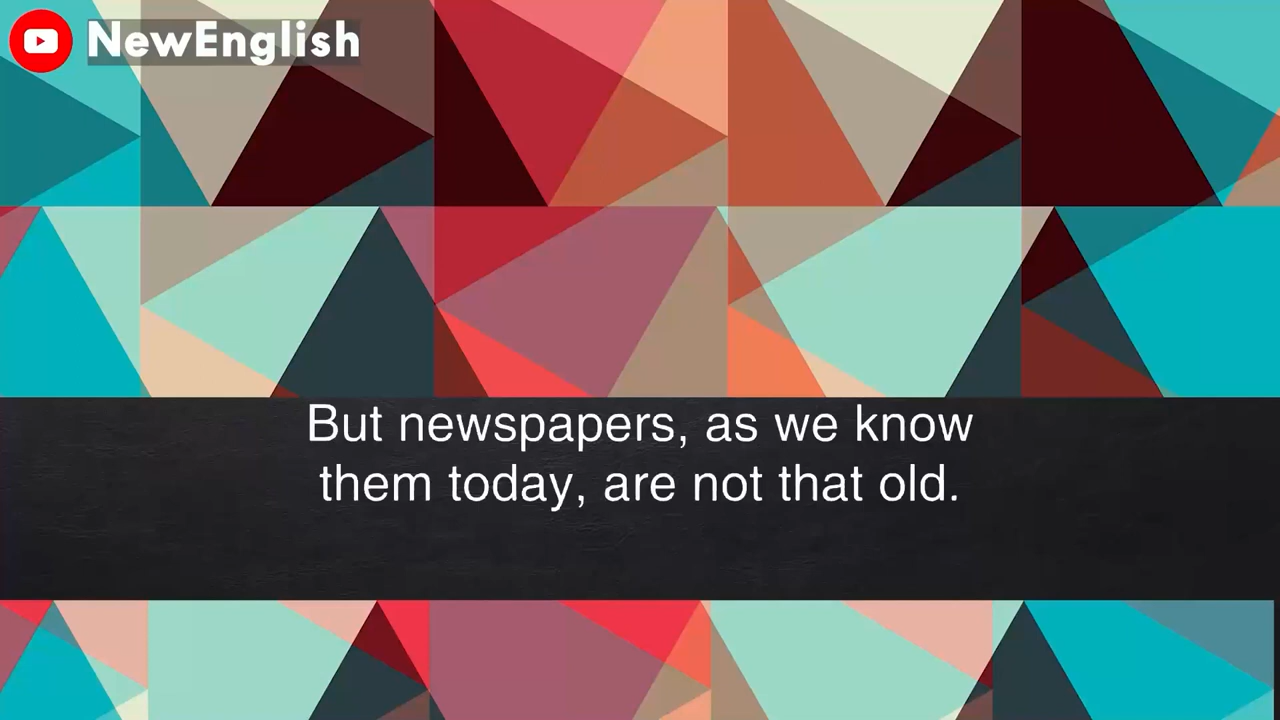 NewEnglish
But newspapers, as we know
them today, are not that old.